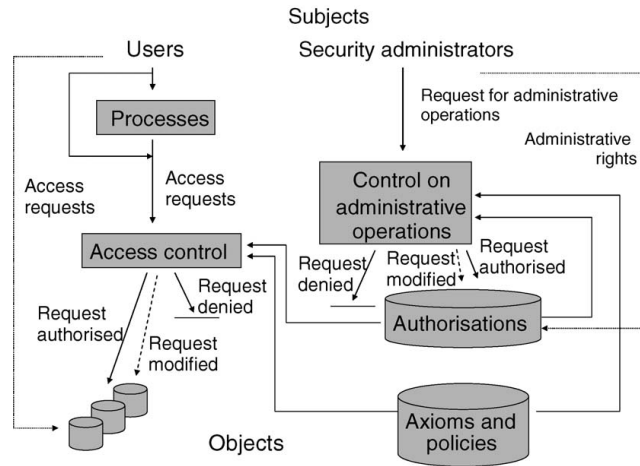 Subjects
Users
Security administrators
Request for administrative
operations
Administrative
rights
Processes
Access
requests
Access
requests
Control on
administrative
operations
Access control
Request
denied
Request
modified
Request
authorised
Request
denied
Request
authorised
Request
modified
Authorisations
Axioms and
policies
Objects